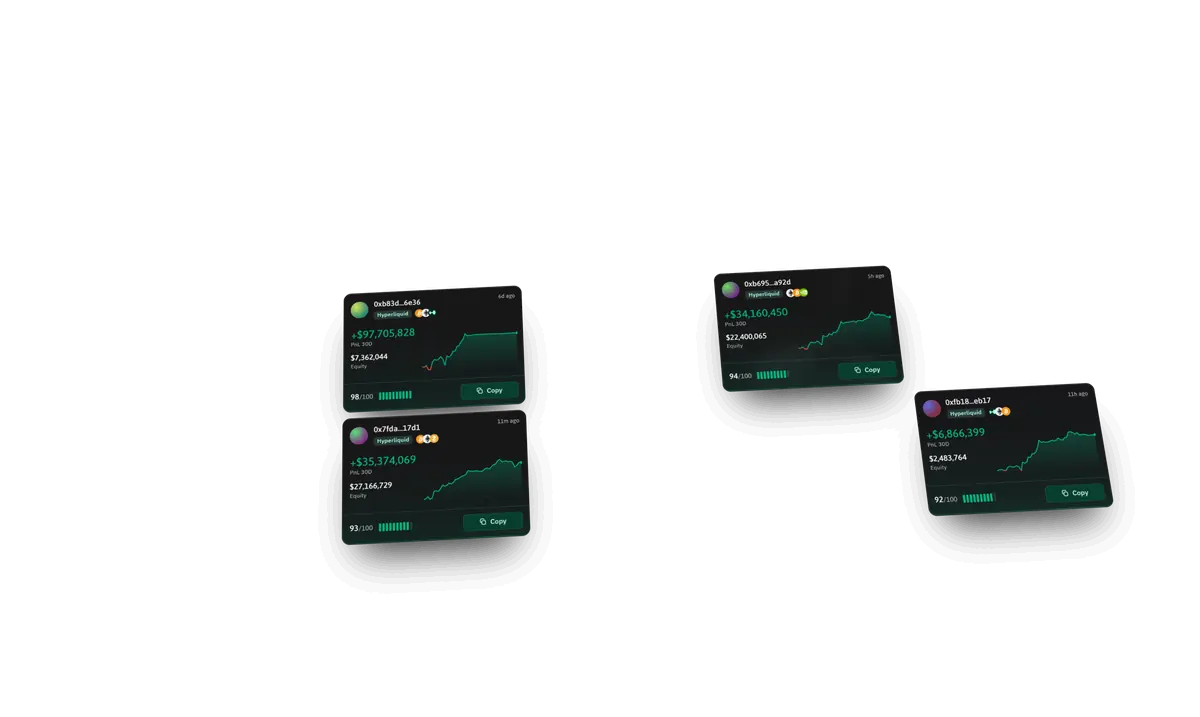 0xb83d...6e36
6d ago
Hyperliquid
+$97,705,828
PnL 30D
$7,362,044
Equity
98/100
Copy
0x7fda...17d1
11m ago
Hyperliquid
+$35,374,069
PnL 30D
$27,166,729
Equity
93/100
Copy
0xb695...a92d
5h ago
Hyperliquid
+$34,160,450
PnL 30D
$22,400,065
Equity
94/100
Copy
0xfb18...eb17
11h ago
Hyperliquid
+$6,866,399
PnL 30D
$2,483,764
Equity
92/100
Copy